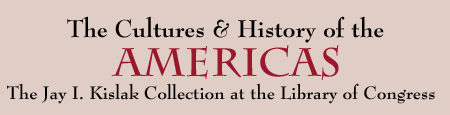 The Cultures & History of the
AMERICAS
The Jay I. Kislak Collection at the Library of Congress